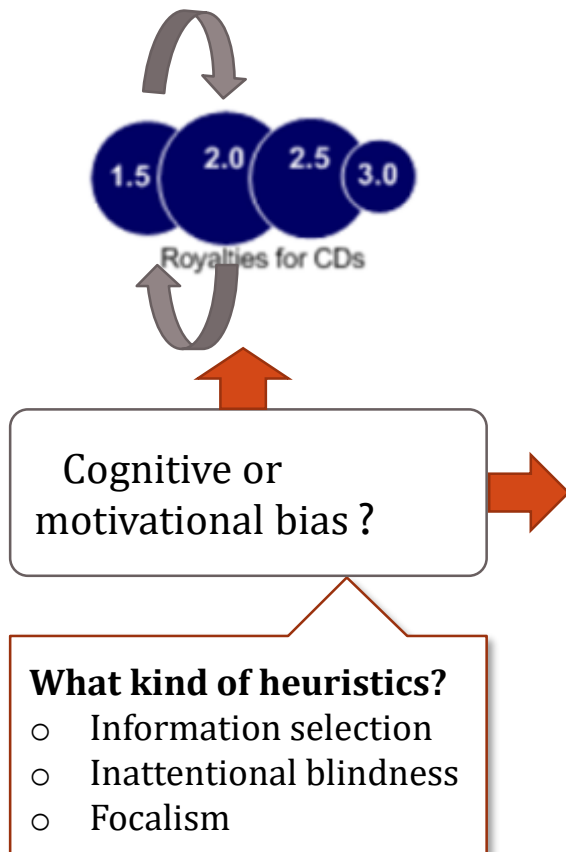 1.5 2.0 2.5 3.0
Royalties for CDs
Cognitive or
motivational bias ?
What kind of heuristics?
o Information selection
o Inattentional blindness
o Focalism